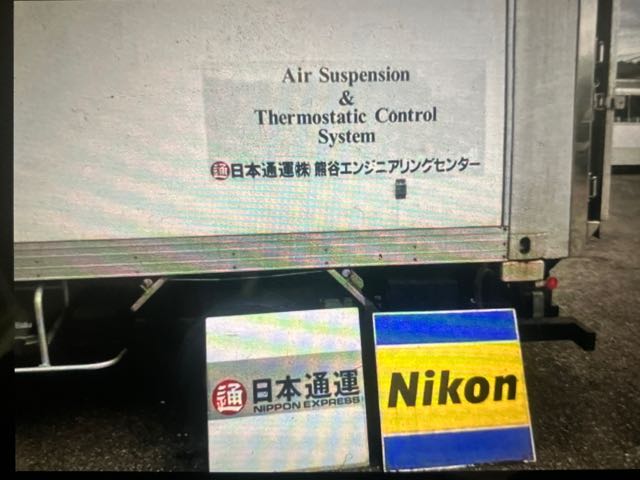 Air Suspension
&
Thermostatic Control
System
通日本通運㈱ 熊谷エンジニアリングセンター
通 日本通運
NIPPON EXPRESS
Nikon